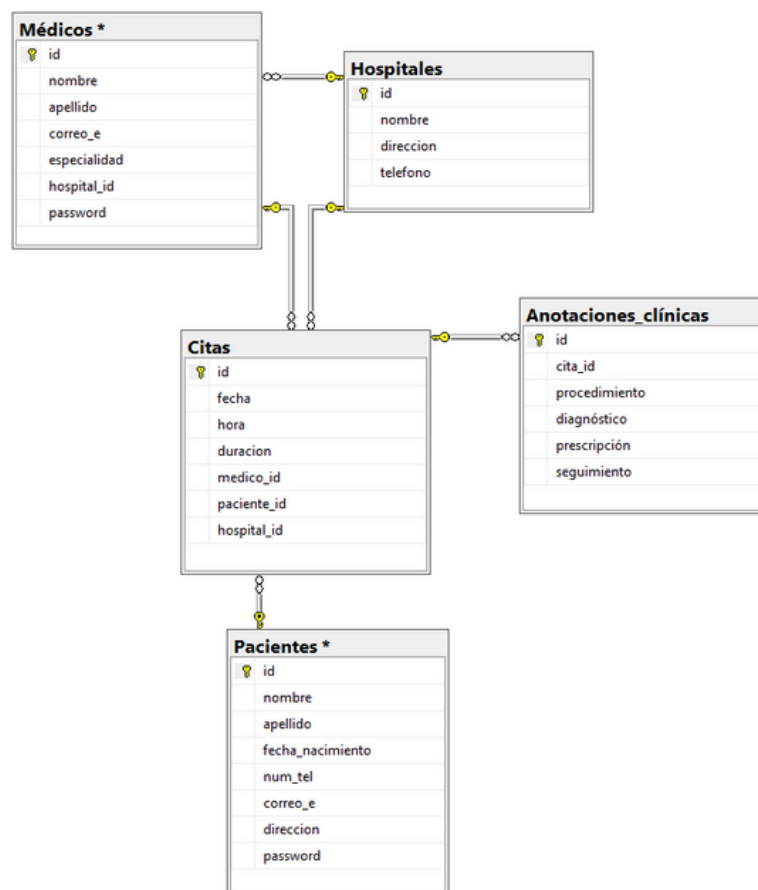 Médicos *
id
nombre
apellido
correo_e
especialidad
hospital_id
password
Hospitales
id
nombre
direccion
telefono
Citas
id
fecha
hora
duracion
medico_id
paciente_id
hospital_id
Anotaciones_clínicas
id
cita_id
procedimiento
diagnóstico
prescripción
seguimiento
Pacientes *
id
nombre
apellido
fecha_nacimiento
num_tel
correo_e
direccion
password